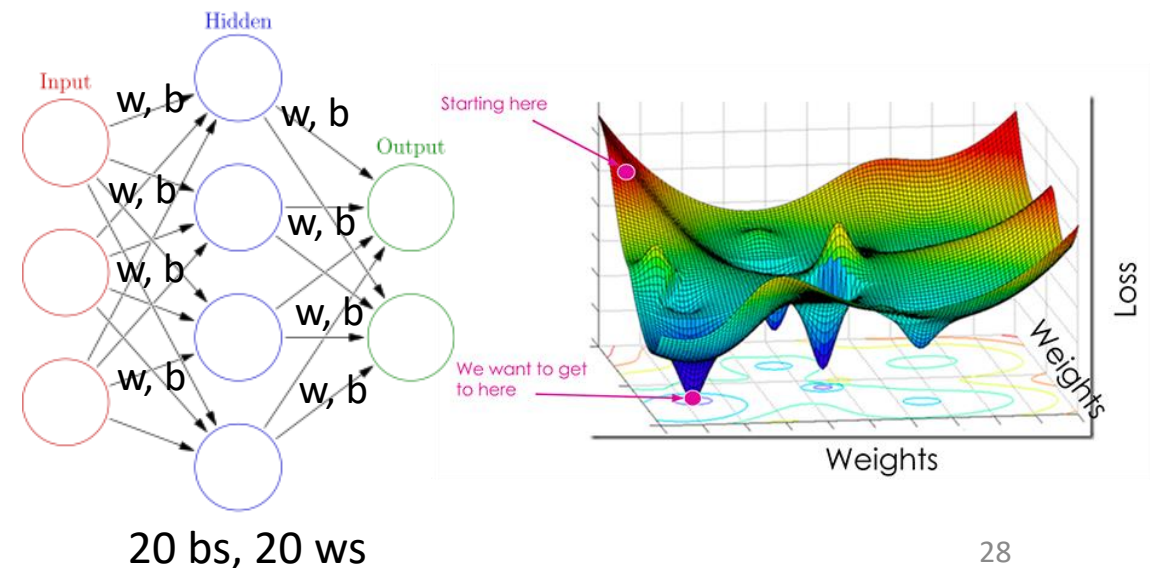 Hidden
Input
w, b
w, b
Output
w, b
w, b
w, b
w, b
w, b
w, b
20 bs, 20 ws
Starting here
We want to get
to here
Loss
Weights
Weights
28